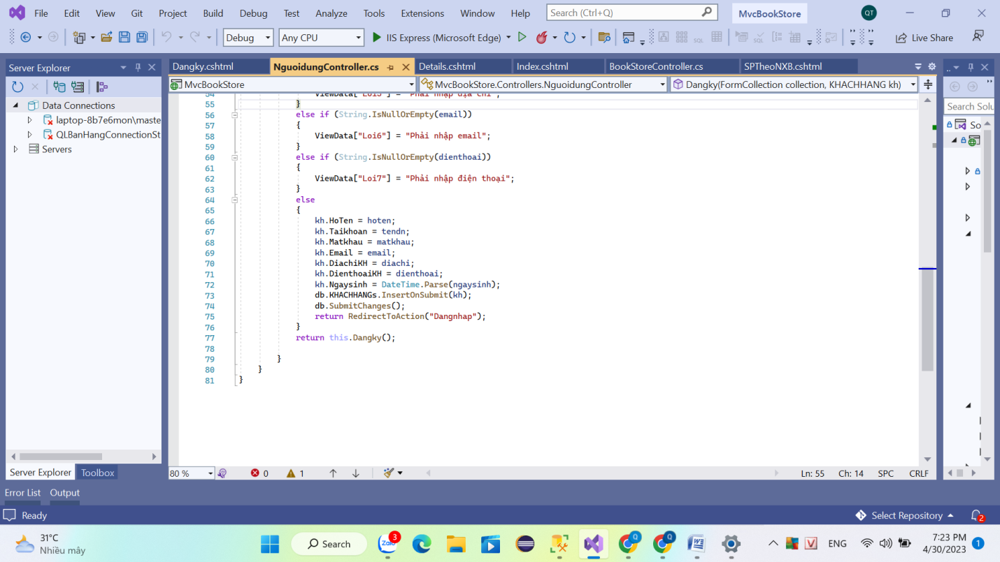 File Edit View Git Project Build Debug Test Analyze Tools Extensions Window Help Search (Ctrl+Q) MvcBookStore QT
Debug Any CPU IIS Express (Microsoft Edge) Live Share
Server Explorer
Data Connections
laptop-8b7e6mon\maste
QLBanHangConnectionSt
Servers
Server Explorer Toolbox
Dangky.cshtml NguoidungController.cs Details.cshtml Index.cshtml BookStoreController.cs SPTheoNXB.cshtml
MvcBookStore MvcBookStore.Controllers.NguoidungController Dangky(FormCollection collection, KHACHHANG kh)
54 ViewData["Loi5"] = "Phải nhập địa chỉ";
55 }
56 else if (String.IsNullOrEmpty(email))
57 {
58 ViewData["Loi6"] = "Phải nhập email";
59 }
60 else if (String.IsNullOrEmpty(dienthoai))
61 {
62 ViewData["Loi7"] = "Phải nhập điện thoại";
63 }
64 else
65 {
66 kh.HoTen = hoten;
67 kh.Taikhoan = tendn;
68 kh.Matkhau = matkhau;
69 kh.Email = email;
70 kh.DiachiKH = diachi;
71 kh.DienthoaiKH = dienthoai;
72 kh.Ngaysinh = DateTime.Parse(ngaysinh);
73 db.KHACHHANGs.InsertOnSubmit(kh);
74 db.SubmitChanges();
75 return RedirectToAction("Dangnhap");
76 }
77 return this.Dangky();
78
79 }
80 }
81 }
80 % 0 1 Ln: 55 Ch: 14 SPC CRLF
Search Solu
So
Error List Output
Ready Select Repository 2
31°C
Nhiều mây
Search
Zalo 3
Q
Q
ENG
7:23 PM
4/30/2023
1